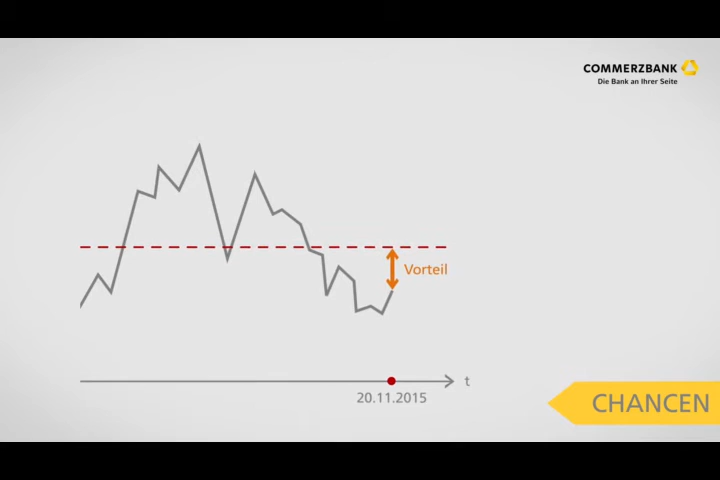 COMMERZBANK
Die Bank an Ihrer Seite
Vorteil
t
20.11.2015
CHANCEN